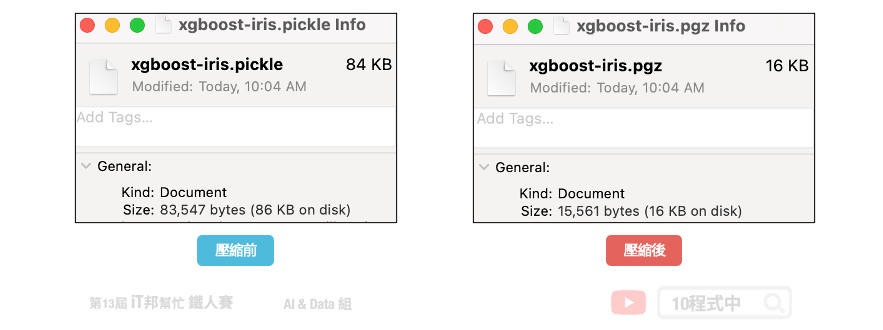 xgboost-iris.pickle Info
xgboost-iris.pickle 84 KB
Modified: Today, 10:04 AM
Add Tags...
General:
Kind: Document
Size: 83,547 bytes (86 KB on disk)
壓縮前
xgboost-iris.pgz Info
xgboost-iris.pgz 16 KB
Modified: Today, 10:04 AM
Add Tags...
General:
Kind: Document
Size: 15,561 bytes (16 KB on disk)
壓縮後
第13屆 iT邦幫忙 鐵人賽 AI & Data 組
10程式中